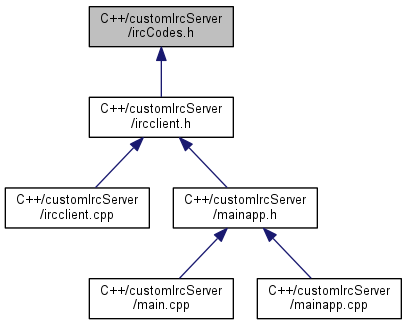 C++/customIrcServer
/ircCodes.h
C++/customIrcServer
/ircclient.h
C++/customIrcServer
/ircclient.cpp
C++/customIrcServer
/mainapp.h
C++/customIrcServer
/main.cpp
C++/customIrcServer
/mainapp.cpp